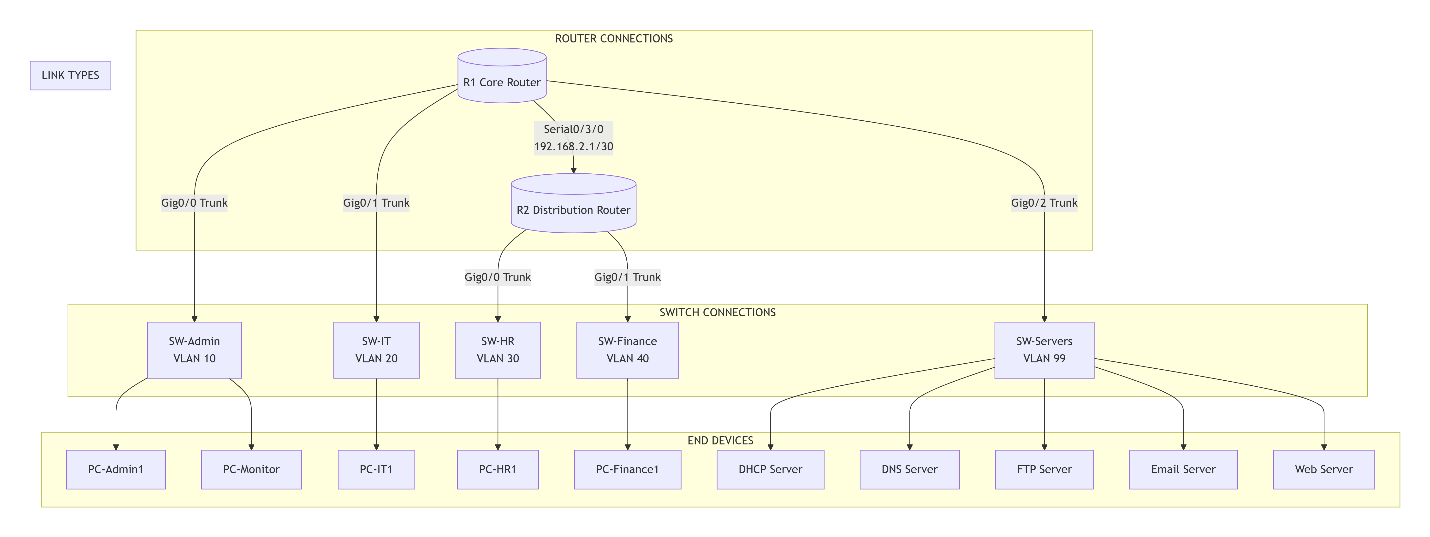 ROUTER CONNECTIONS
LINK TYPES
R1 Core Router
Serial0/3/0
192.168.2.1/30
Gig0/0 Trunk
Gig0/1 Trunk
R2 Distribution Router
Gig0/2 Trunk
Gig0/0 Trunk
Gig0/1 Trunk
SWITCH CONNECTIONS
SW-Admin
VLAN 10
SW-IT
VLAN 20
SW-HR
VLAN 30
SW-Finance
VLAN 40
SW-Servers
VLAN 99
END DEVICES
PC-Admin1
PC-Monitor
PC-IT1
PC-HR1
PC-Finance1
DHCP Server
DNS Server
FTP Server
Email Server
Web Server